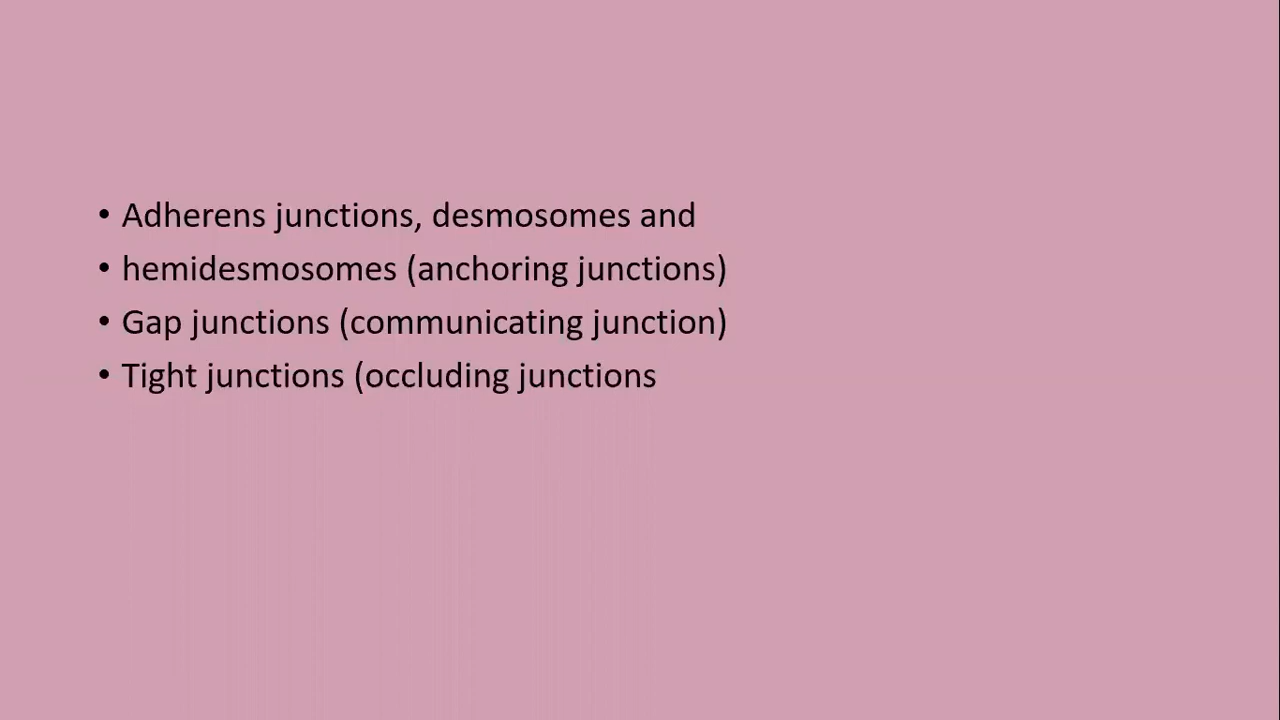 • Adherens junctions, desmosomes and
• hemidesmosomes (anchoring junctions)
• Gap junctions (communicating junction)
• Tight junctions (occluding junctions